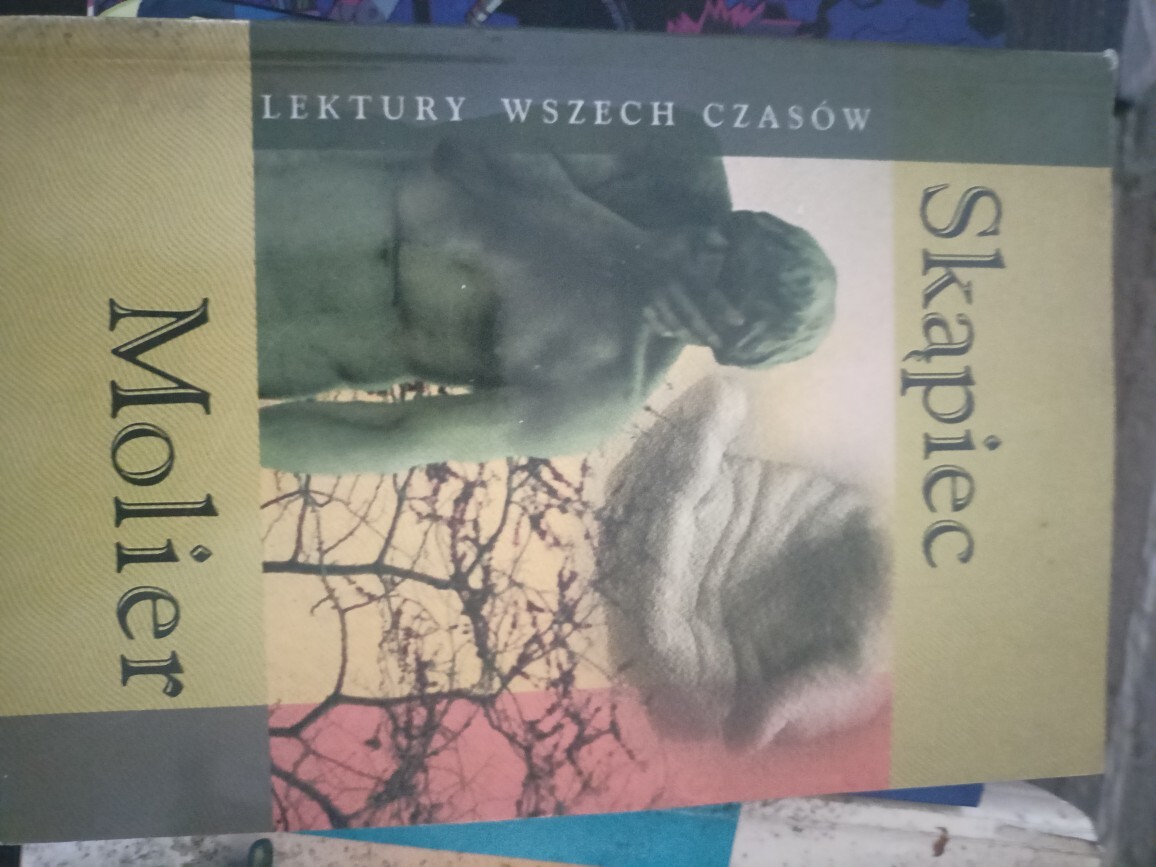 Skąpiec
LEKTURY WSZECH CZASÓW
Molier